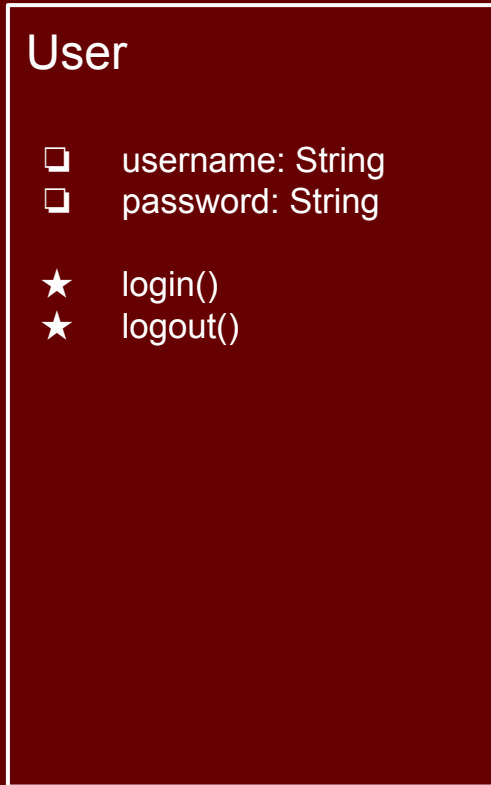 User
❏ username: String
❏ password: String
★ login()
★ logout()